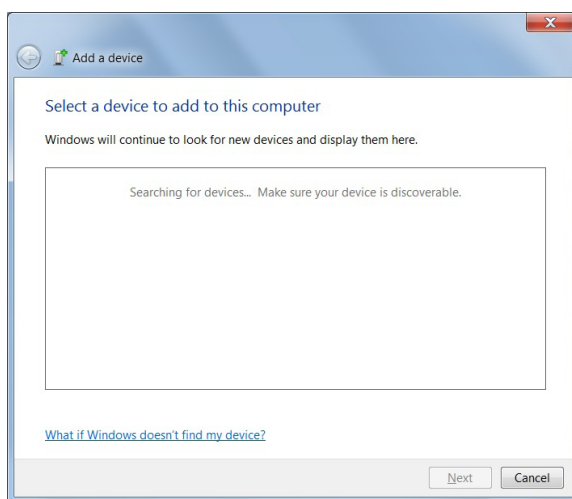 X
Add a device
Select a device to add to this computer
Windows will continue to look for new devices and display them here.
Searching for devices... Make sure your device is discoverable.
What if Windows doesn't find my device?
Next Cancel